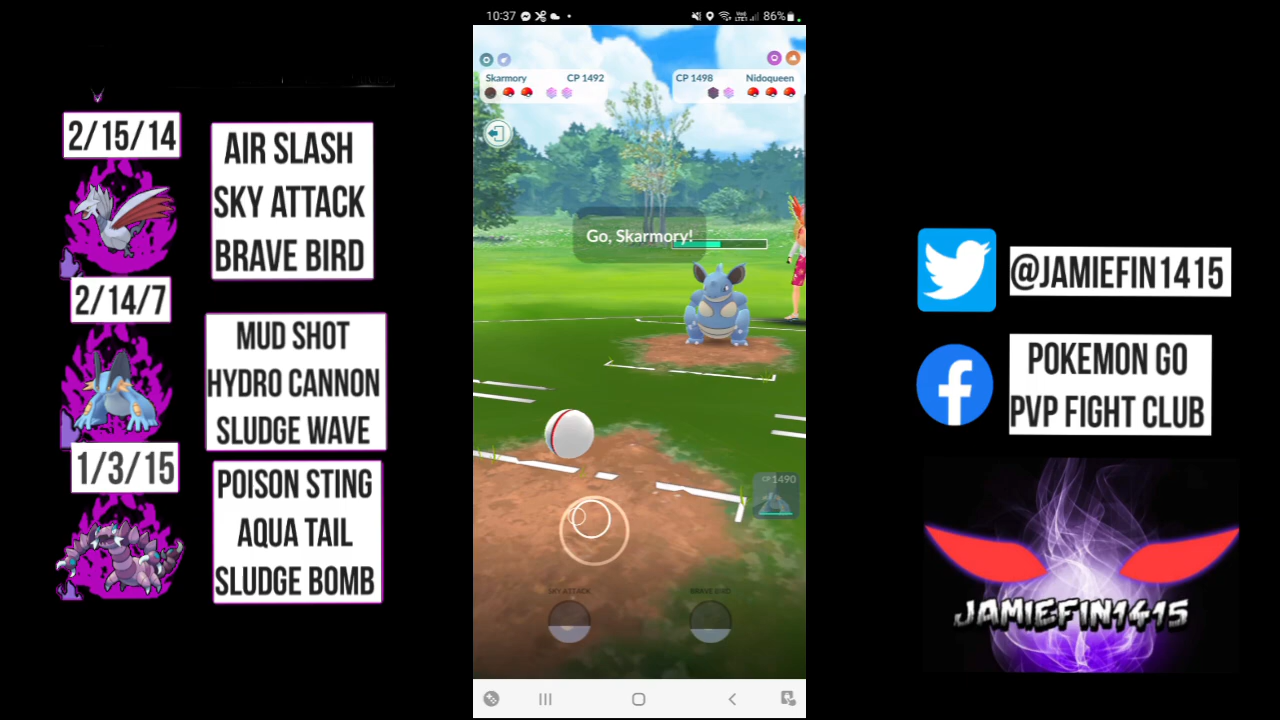 2/15/14
AIR SLASH
SKY ATTACK
BRAVE BIRD
2/14/7
MUD SHOT
HYDRO CANNON
SLUDGE WAVE
1/3/15
POISON STING
AQUA TAIL
SLUDGE BOMB
10:37
86%
Skarmory CP 1492
CP 1498 Nidoqueen
Go, Skarmory!
CP 1490
SKY ATTACK
BRAVE BIRD
@JAMIEFIN1415
POKEMON GO
PVP FIGHT CLUB
JAMIEFIN1415